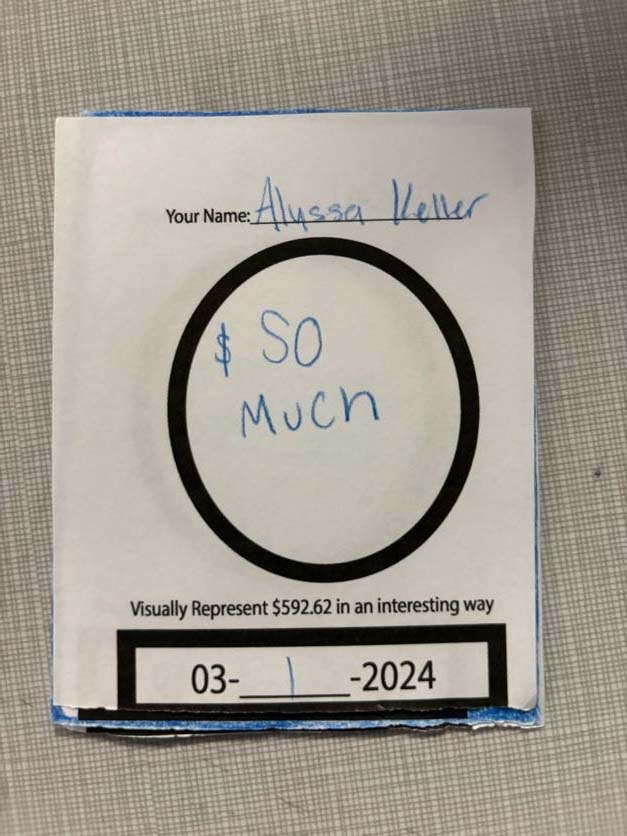 Your Name: Alyssa Keller
$ SO
MUCH
Visually Represent $592.62 in an interesting way
03- 1 -2024